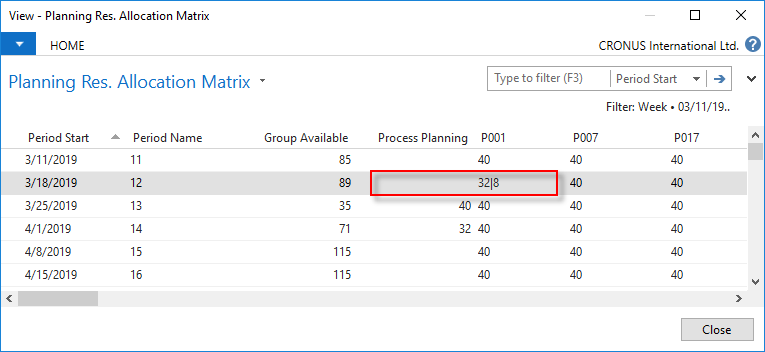 View - Planning Res. Allocation Matrix
HOME CRONUS International Ltd. ?
Planning Res. Allocation Matrix Type to filter (F3) Period Start
Filter: Week • 03/11/19..
Period Start Period Name Group Available Process Planning P001 P007 P017
3/11/2019 11 85 40 40 40
3/18/2019 12 89 32|8 40 40
3/25/2019 13 35 40 40 40 40
4/1/2019 14 71 32 40 40 40
4/8/2019 15 115 40 40 40
4/15/2019 16 115 40 40 40
Close